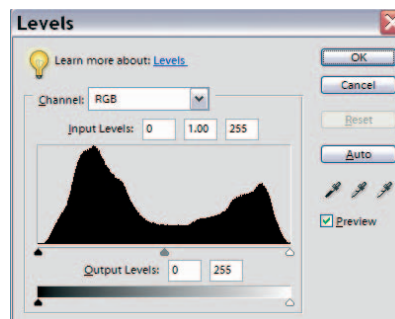 Levels
Learn more about: Levels
OK
Cancel
Channel: RGB
Reset
Input Levels: 0 1.00 255
Auto
Preview
Output Levels: 0 255